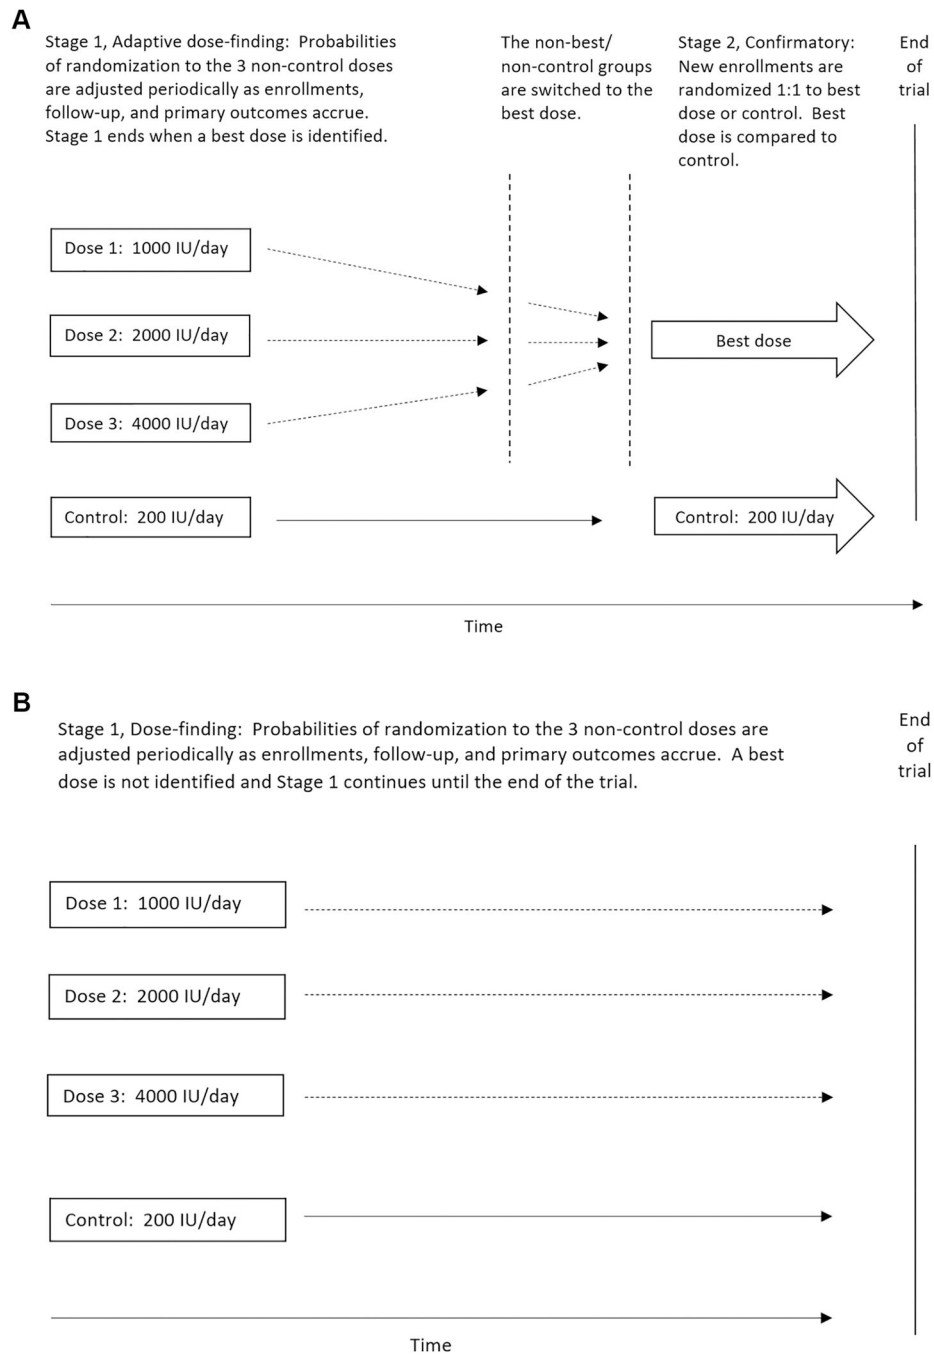 A
Stage 1, Adaptive dose-finding:  Probabilities
of randomization to the 3 non-control doses
are adjusted periodically as enrollments,
follow-up, and primary outcomes accrue.
Stage 1 ends when a best dose is identified.
The non-best/
non-control groups
are switched to the
best dose.
Stage 2, Confirmatory:
New enrollments are
randomized 1:1 to best
dose or control.  Best
dose is compared to
control.
End
of
trial
Dose 1:  1000 IU/day
Dose 2:  2000 IU/day
Best dose
Dose 3:  4000 IU/day
Control:  200 IU/day
Control:  200 IU/day
Time
B
Stage 1, Dose-finding:  Probabilities of randomization to the 3 non-control doses are
adjusted periodically as enrollments, follow-up, and primary outcomes accrue.  A best
dose is not identified and Stage 1 continues until the end of the trial.
End
of
trial
Dose 1:  1000 IU/day
Dose 2:  2000 IU/day
Dose 3:  4000 IU/day
Control:  200 IU/day
Time